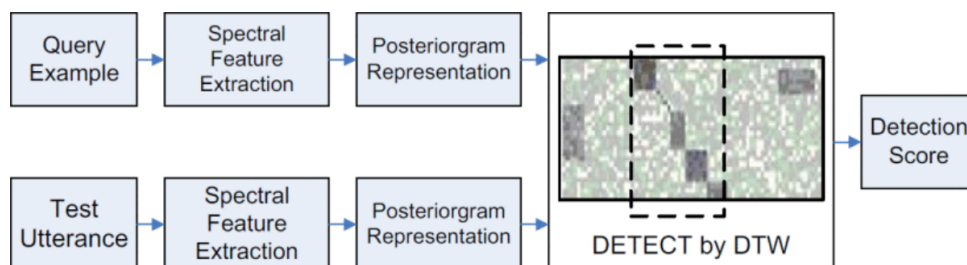 Query
Example
Spectral
Feature
Extraction
Posteriorgram
Representation
Test
Utterance
Spectral
Feature
Extraction
Posteriorgram
Representation
DETECT by DTW
Detection
Score